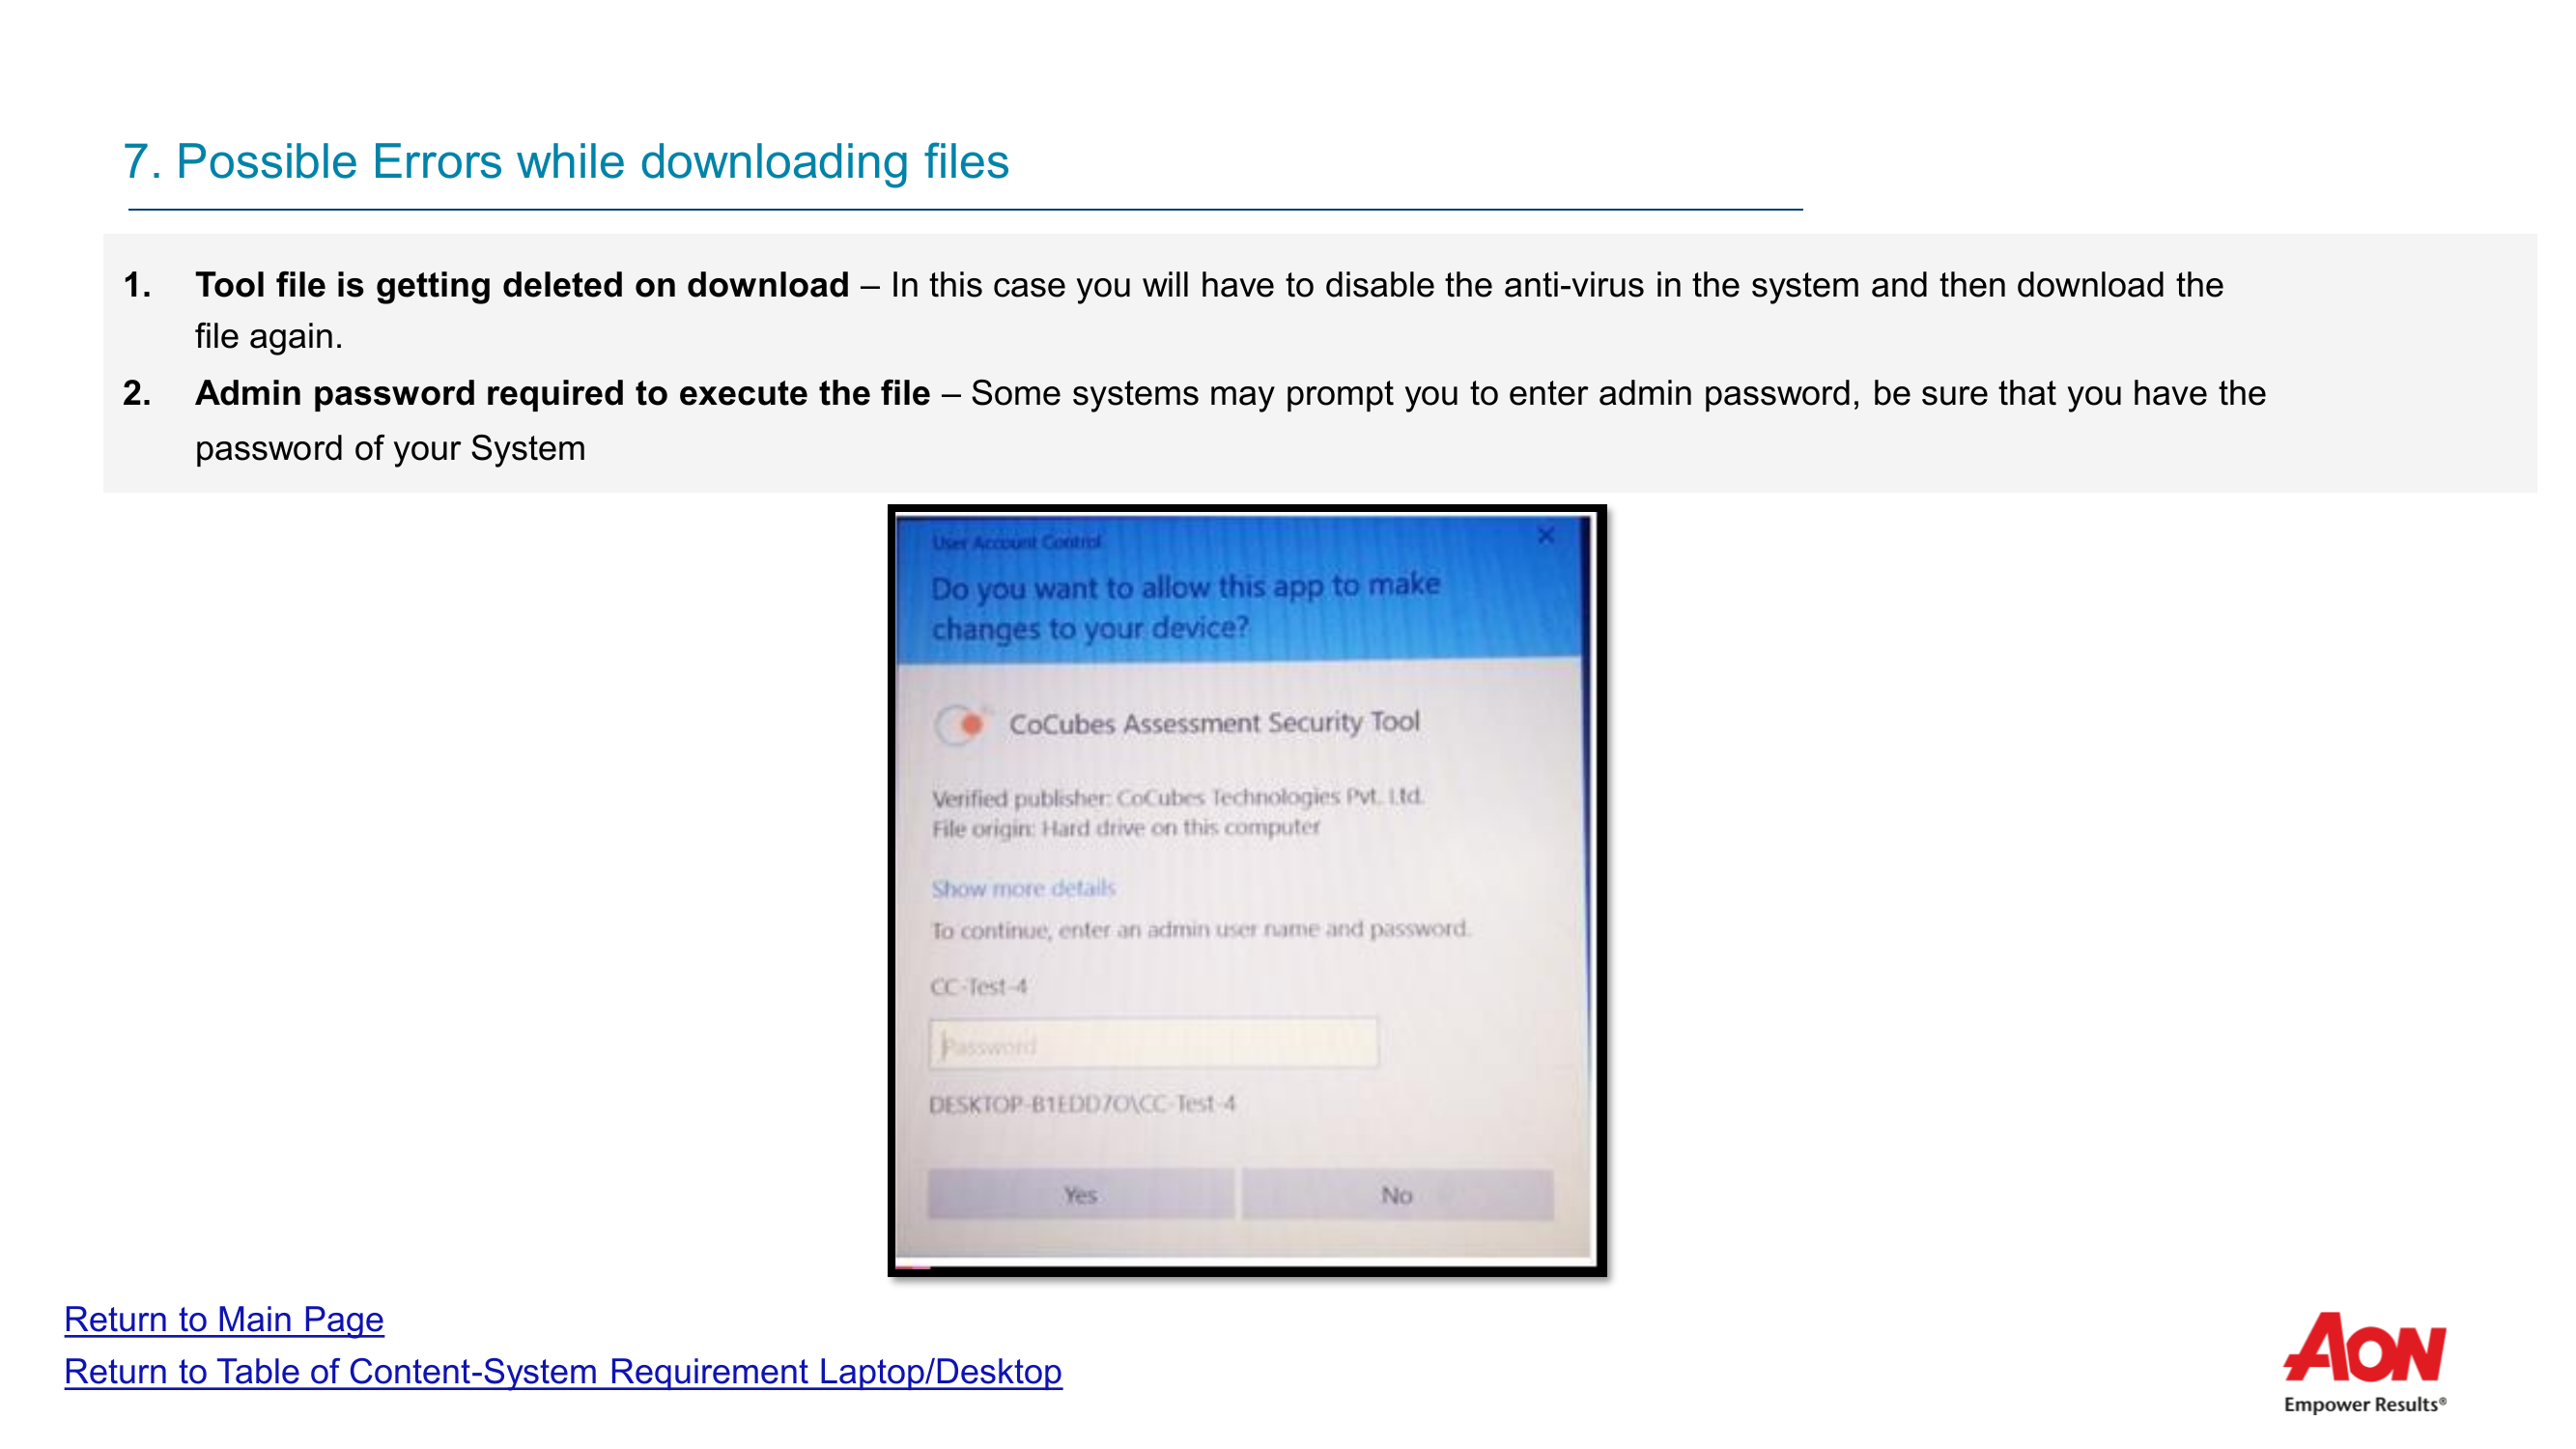 7. Possible Errors while downloading files
1. Tool file is getting deleted on download – In this case you will have to disable the anti-virus in the system and then download the
file again.
2. Admin password required to execute the file – Some systems may prompt you to enter admin password, be sure that you have the
password of your System
User Account Control
Do you want to allow this app to make
changes to your device?
CoCubes Assessment Security Tool
Verified publisher: CoCubes Technologies Pvt. Ltd.
File origin: Hard drive on this computer
Show more details
To continue, enter an admin user name and password.
CC-Test-4
Password
DESKTOP-B1EDD7O\CC-Test-4
Yes No
Return to Main Page
Return to Table of Content-System Requirement Laptop/Desktop
AON
Empower Results®